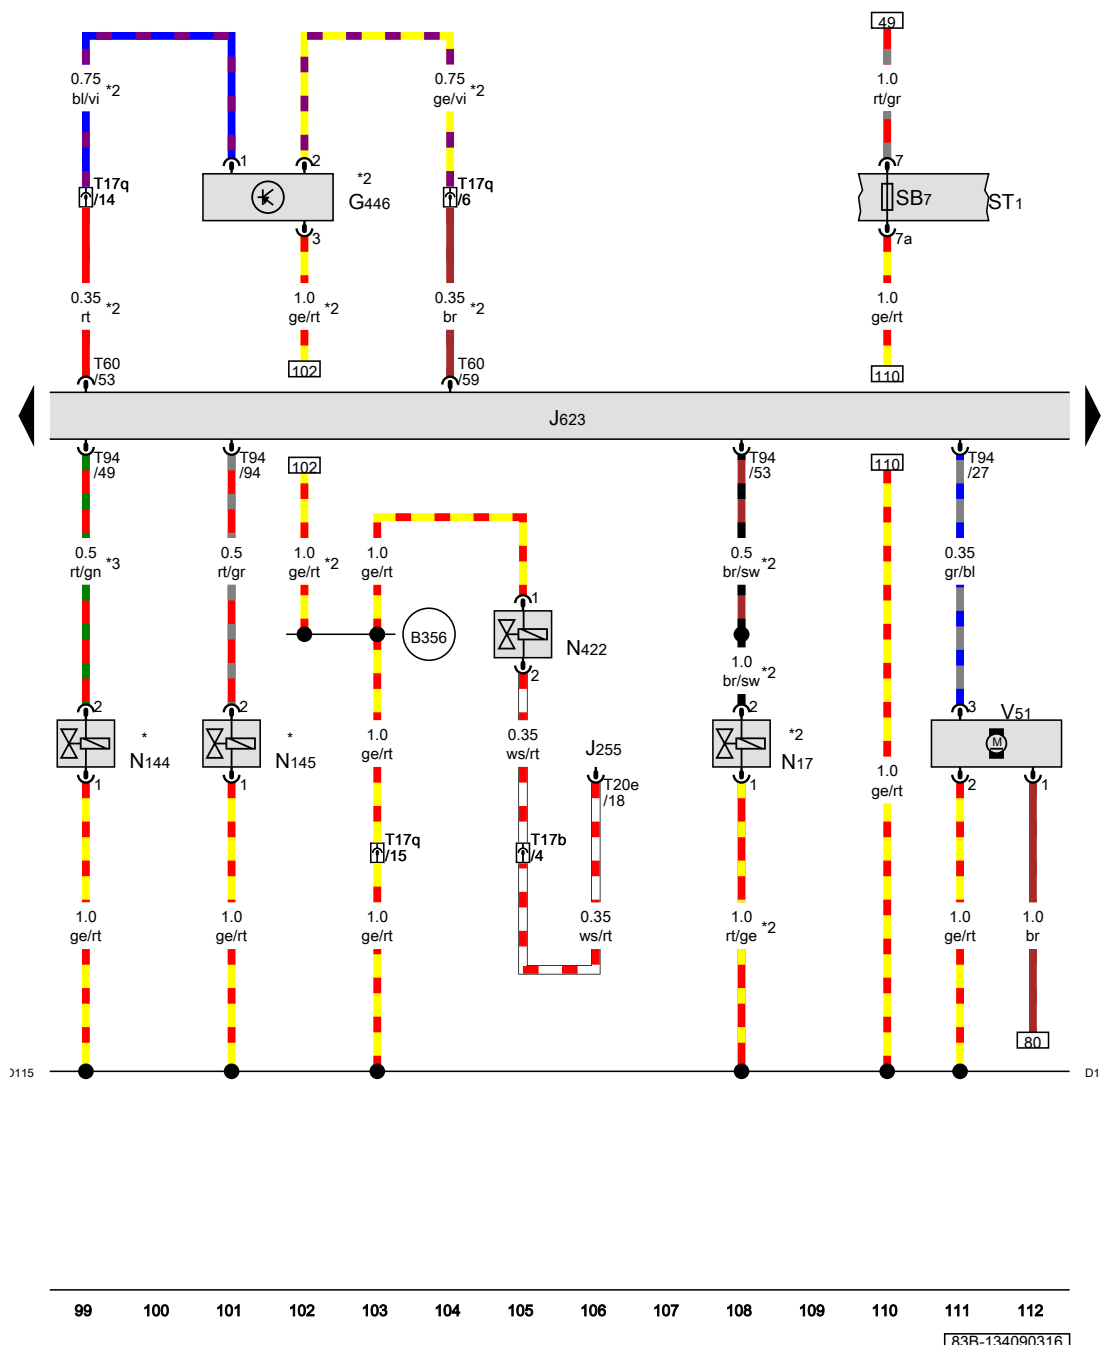 49
0.75
bl/vi *2
0.75
ge/vi *2
1.0
rt/gr
1
2
7
T17q
/14
*2
G446
T17q
/6
SB7
ST1
3
7a
0.35
rt *2
1.0
ge/rt *2
0.35
br *2
1.0
ge/rt
T60
/53
102
T60
/59
110
J623
T94
/49
T94
/94
102
T94
/53
110
T94
/27
0.5
rt/gn *3
0.5
rt/gr
1.0
ge/rt *2
1.0
ge/rt
0.5
br/sw *2
0.35
gr/bl
1
B356
N422
2
1.0
br/sw *2
2
2
2
3
V51
*
N144
*
N145
1.0
ge/rt
0.35
ws/rt
J255
*2
N17
M
1
1
T20e
/18
1
1.0
ge/rt
2
1
T17q
/15
T17b
/4
1.0
ge/rt
1.0
ge/rt
1.0
ge/rt
0.35
ws/rt
1.0
rt/ge *2
1.0
ge/rt
1.0
br
80
D115
D1
99 100 101 102 103 104 105 106 107 108 109 110 111 112
83B-134090316